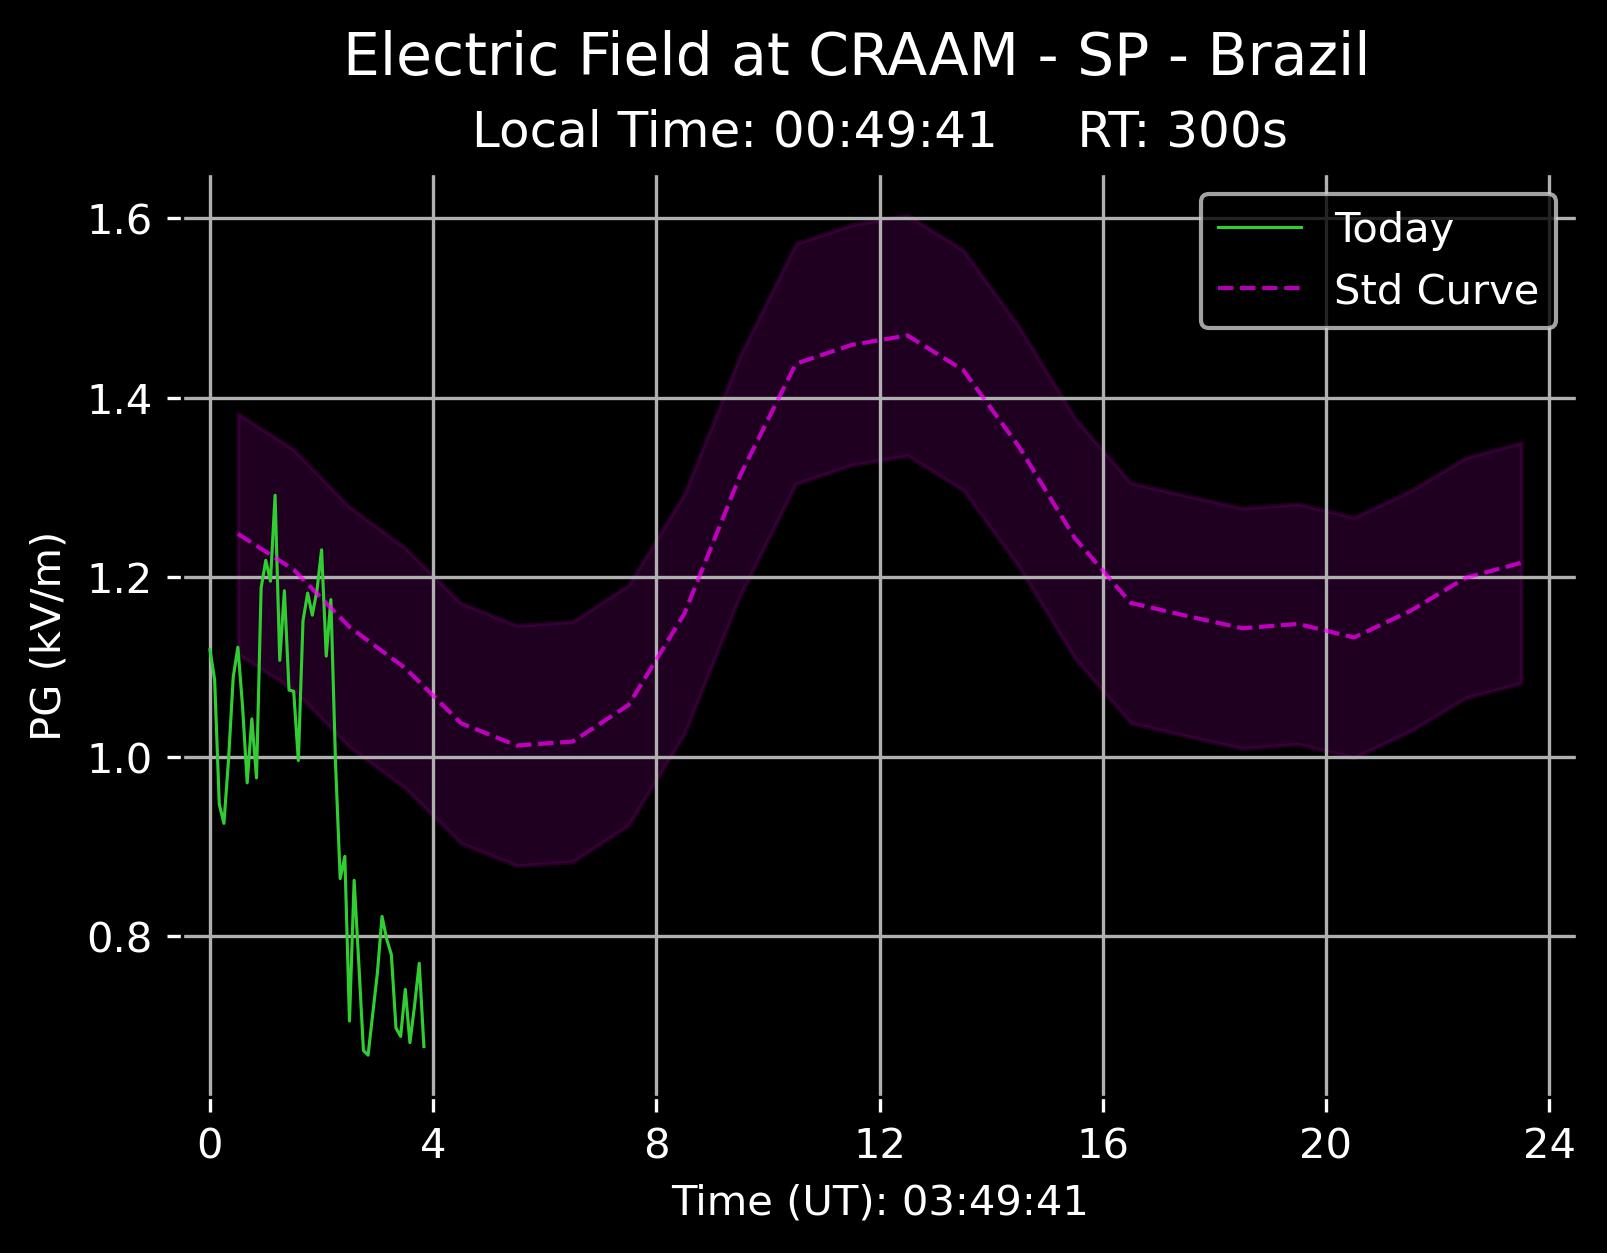 Electric Field at CRAAM - SP - Brazil
Local Time: 00:49:41 RT: 300s
Today
Std Curve
1.6
1.4
1.2
1.0
0.8
PG (kV/m)
0 4 8 12 16 20 24
Time (UT): 03:49:41